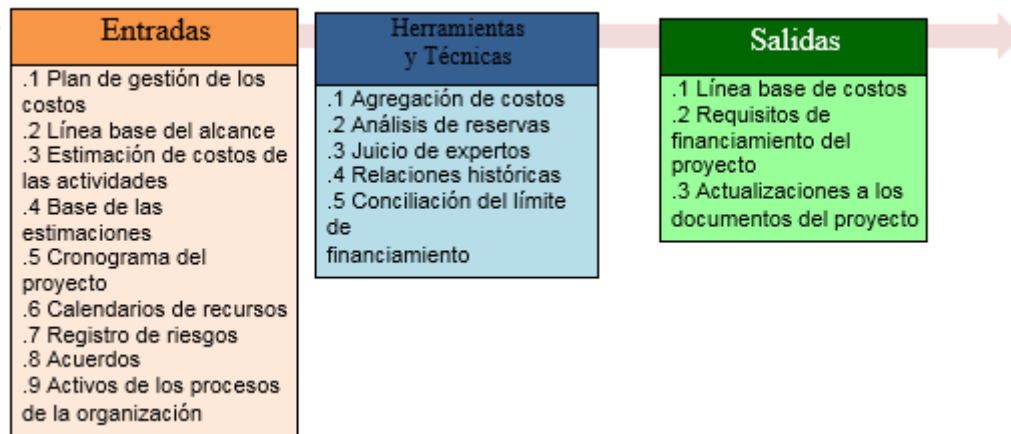 Entradas
.1 Plan de gestión de los
costos
.2 Línea base del alcance
.3 Estimación de costos de
las actividades
.4 Base de las
estimaciones
.5 Cronograma del
proyecto
.6 Calendarios de recursos
.7 Registro de riesgos
.8 Acuerdos
.9 Activos de los procesos
de la organización
Herramientas
y Técnicas
.1 Agregación de costos
.2 Análisis de reservas
.3 Juicio de expertos
.4 Relaciones históricas
.5 Conciliación del límite
de
financiamiento
Salidas
.1 Línea base de costos
.2 Requisitos de
financiamiento del
proyecto
.3 Actualizaciones a los
documentos del proyecto